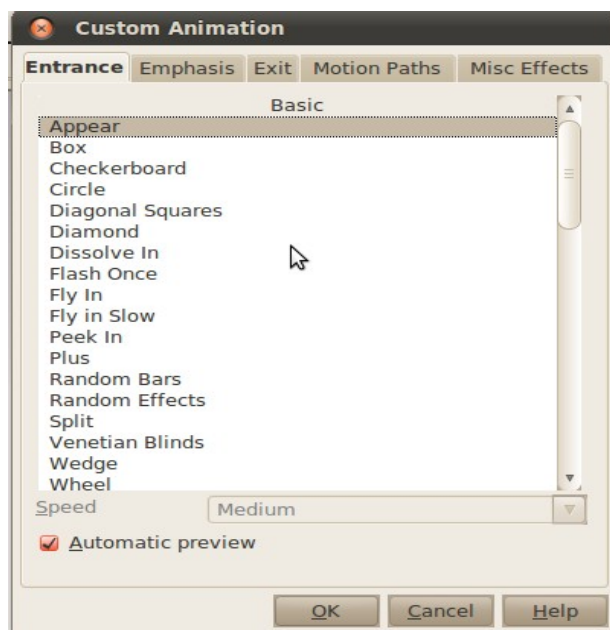 Custom Animation
Entrance Emphasis Exit Motion Paths Misc Effects
Basic
Appear
Box
Checkerboard
Circle
Diagonal Squares
Diamond
Dissolve In
Flash Once
Fly In
Fly in Slow
Peek In
Plus
Random Bars
Random Effects
Split
Venetian Blinds
Wedge
Wheel
Speed Medium
Automatic preview
OK Cancel Help